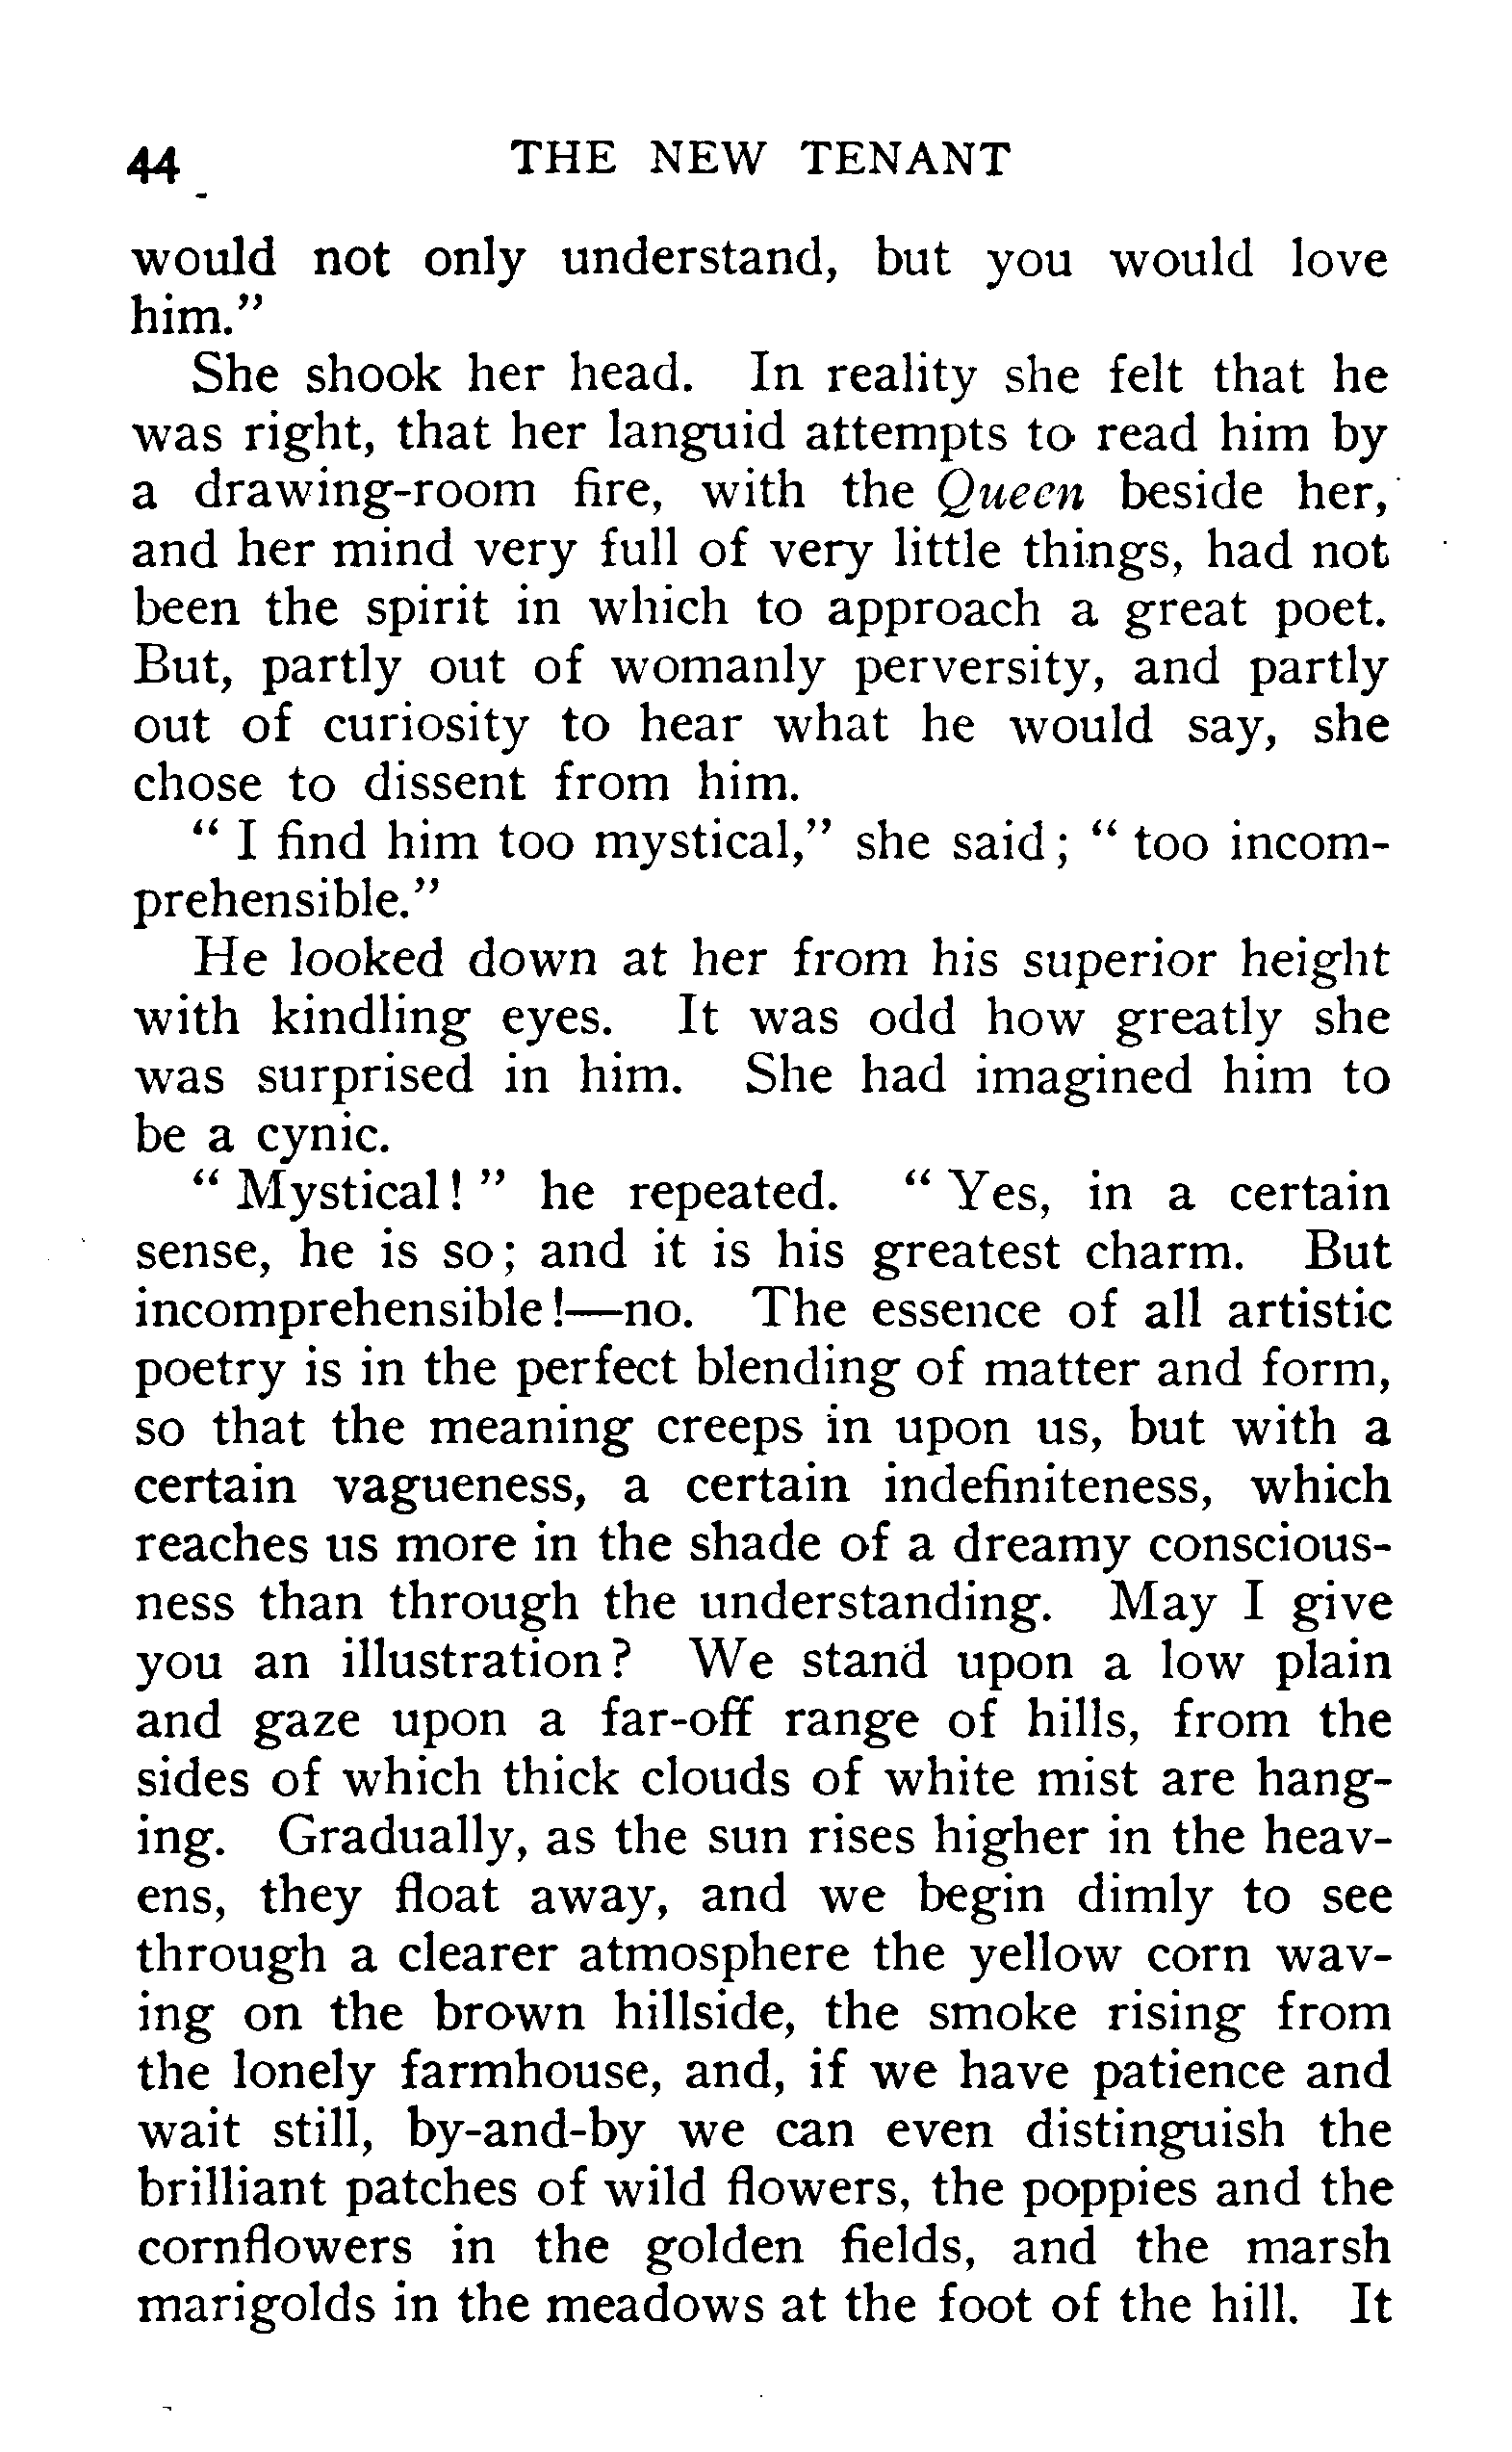 44 THE NEW TENANT
would not only understand, but you would love
him."
She shook her head. In reality she felt that he
was right, that her languid attempts to read him by
a drawing-room fire, with the Queen beside her,
and her mind very full of very little things, had not
been the spirit in which to approach a great poet.
But, partly out of womanly perversity, and partly
out of curiosity to hear what he would say, she
chose to dissent from him.
" I find him too mystical," she said ; " too incom-
prehensible."
He looked down at her from his superior height
with kindling eyes. It was odd how greatly she
was surprised in him. She had imagined him to
be a cynic.
" Mystical ! " he repeated. " Yes, in a certain
sense, he is so ; and it is his greatest charm. But
incomprehensible !—no. The essence of all artistic
poetry is in the perfect blending of matter and form,
so that the meaning creeps in upon us, but with a
certain vagueness, a certain indefiniteness, which
reaches us more in the shade of a dreamy conscious-
ness than through the understanding. May I give
you an illustration ? We stand upon a low plain
and gaze upon a far-off range of hills, from the
sides of which thick clouds of white mist are hang-
ing. Gradually, as the sun rises higher in the heav-
ens, they float away, and we begin dimly to see
through a clearer atmosphere the yellow corn wav-
ing on the brown hillside, the smoke rising from
the lonely farmhouse, and, if we have patience and
wait still, by-and-by we can even distinguish the
brilliant patches of wild flowers, the poppies and the
cornflowers in the golden fields, and the marsh
marigolds in the meadows at the foot of the hill. It